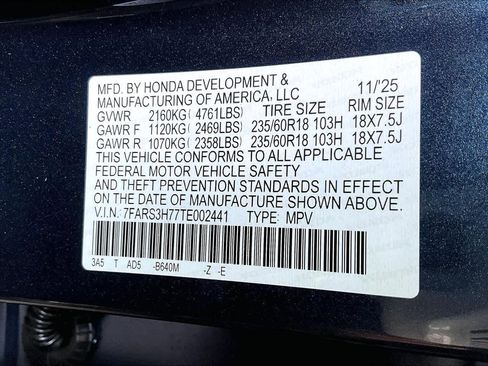 MFD. BY HONDA DEVELOPMENT & 11/'25
MANUFACTURING OF AMERICA, LLC
GVWR 2160KG( 4761LBS) TIRE SIZE RIM SIZE
GAWR F 1120KG( 2469LBS) 235/60R18 103H 18X7.5J
GAWR R 1070KG( 2358LBS) 235/60R18 103H 18X7.5J
THIS VEHICLE CONFORMS TO ALL APPLICABLE
FEDERAL MOTOR VEHICLE SAFETY
AND THEFT PREVENTION STANDARDS IN EFFECT
ON THE DATE OF MANUFACTURE SHOWN ABOVE.
V.I.N: 7FARS3H77TE002441 TYPE: MPV
3A5 T AD5 -B640M -Z -E